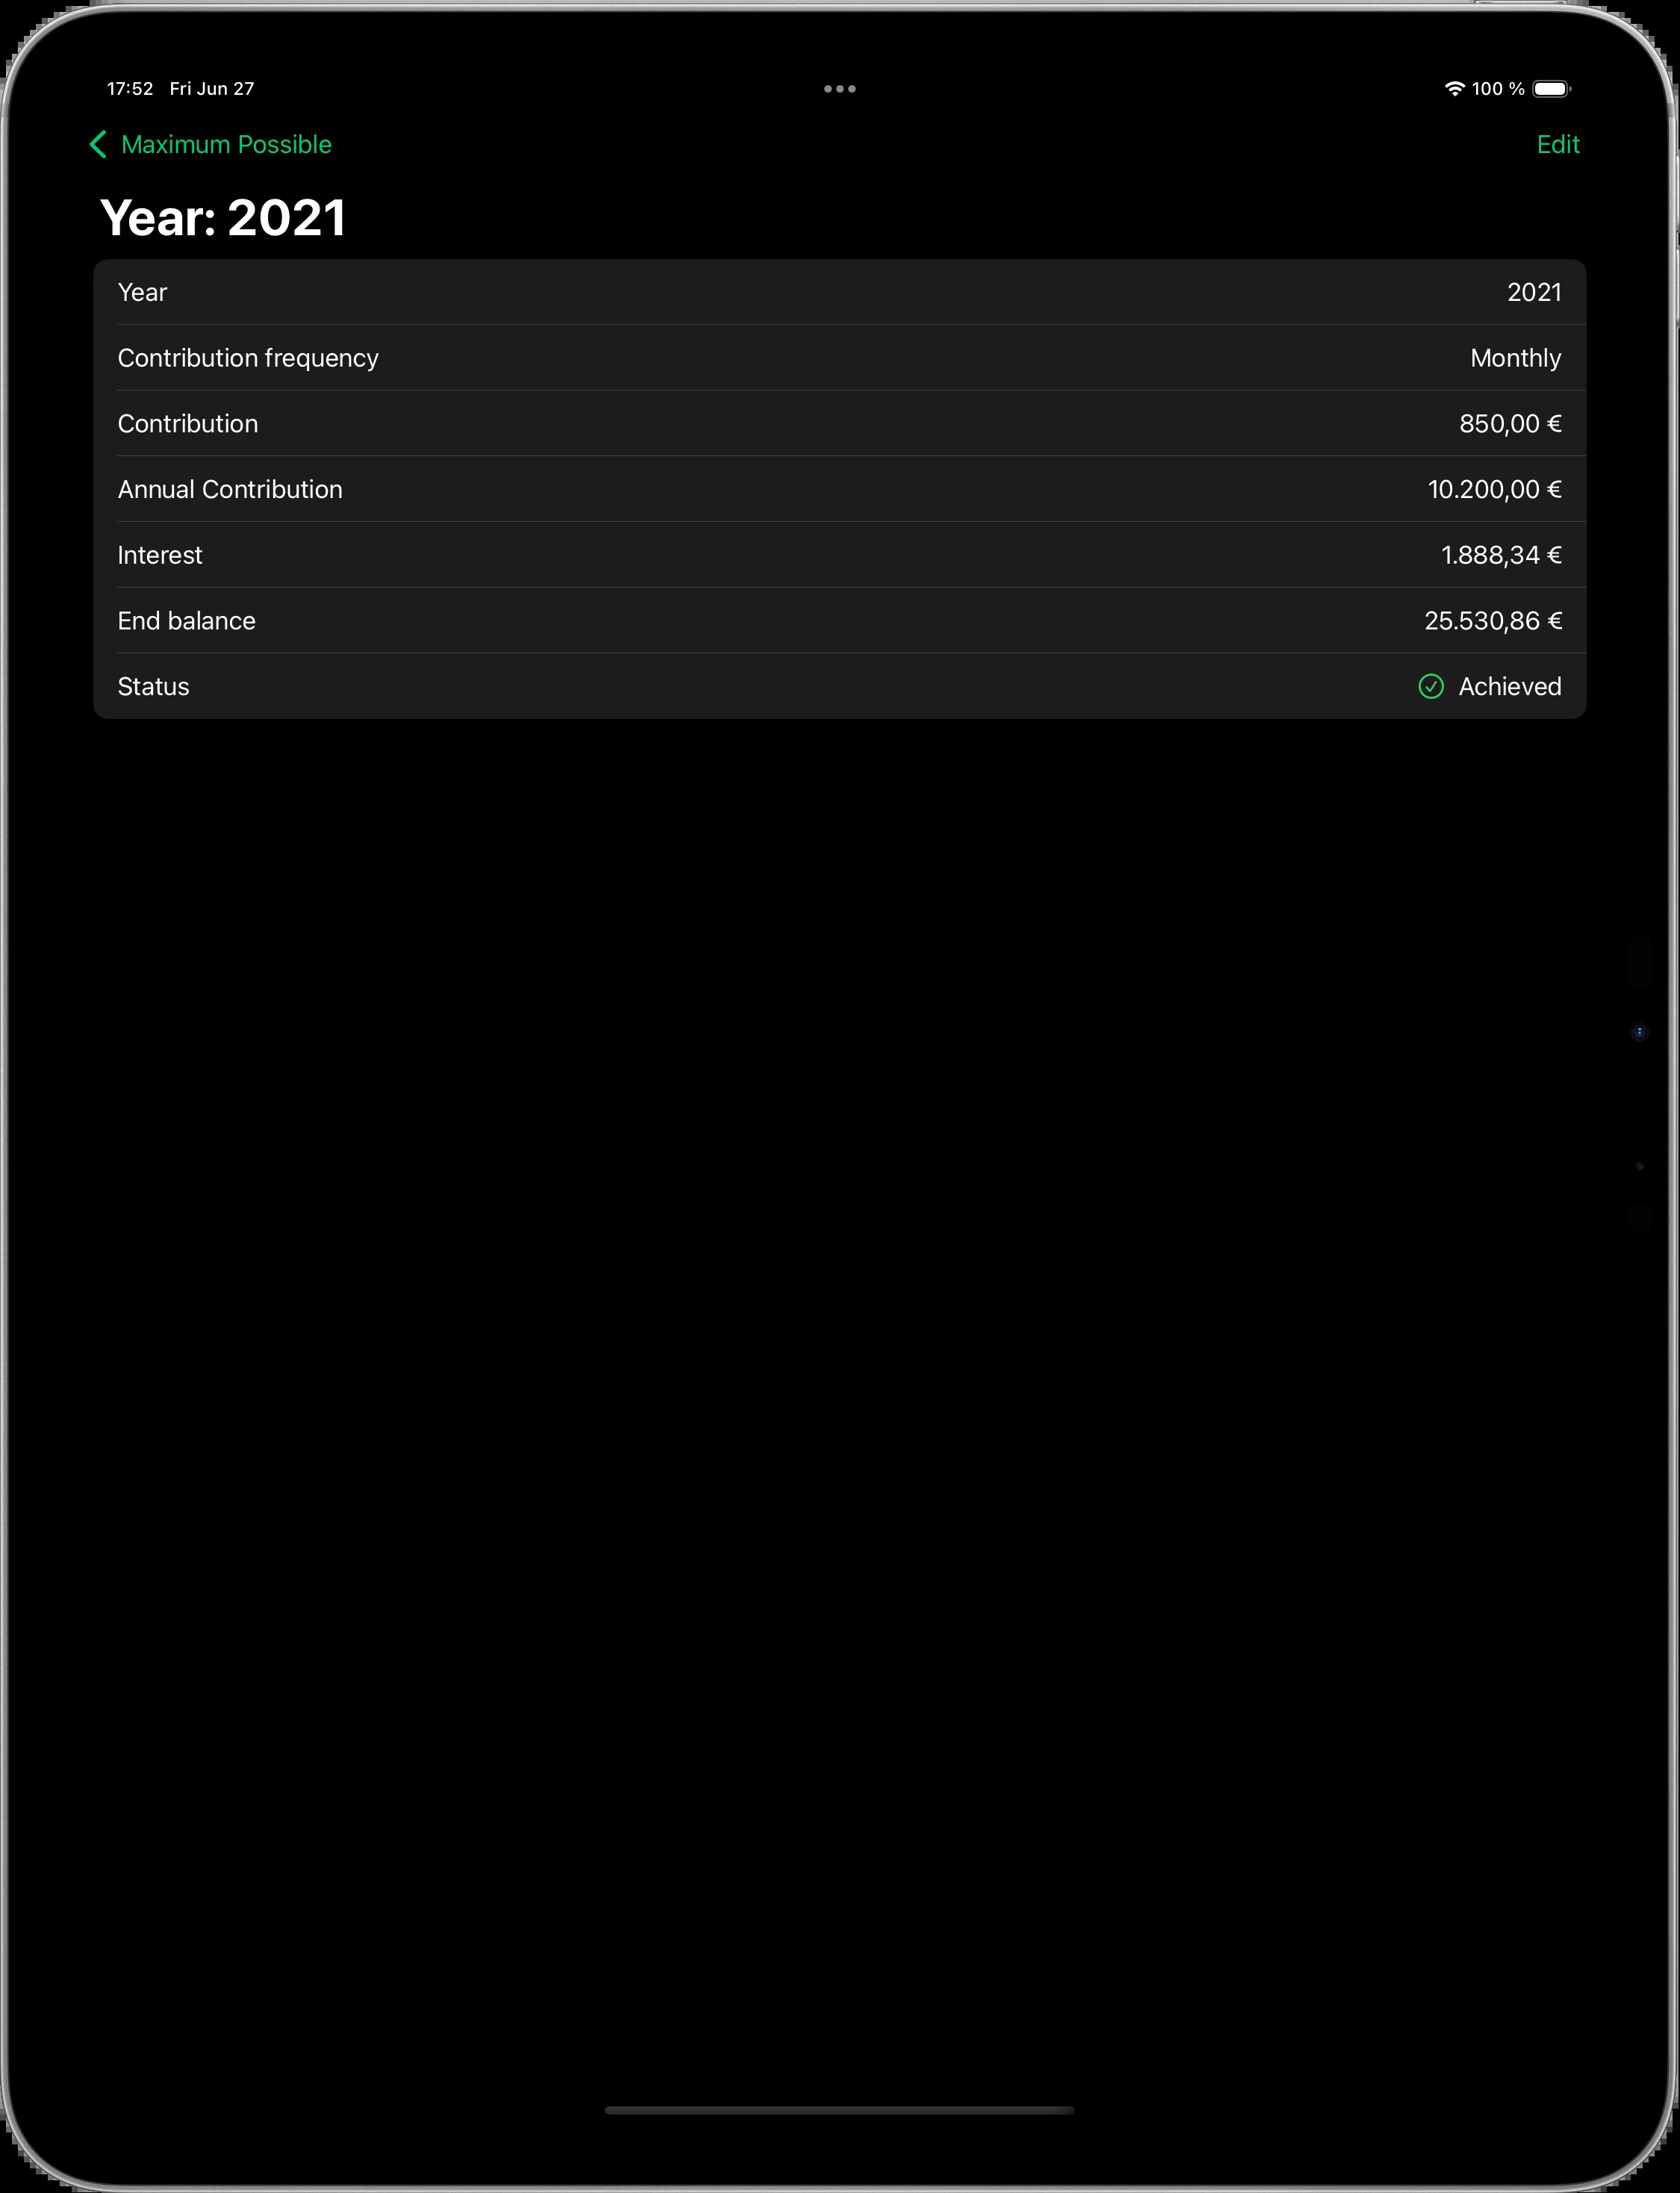 17:52 Fri Jun 27 100 %
Maximum Possible Edit
Year: 2021
Year 2021
Contribution frequency Monthly
Contribution 850,00 €
Annual Contribution 10.200,00 €
Interest 1.888,34 €
End balance 25.530,86 €
Status Achieved